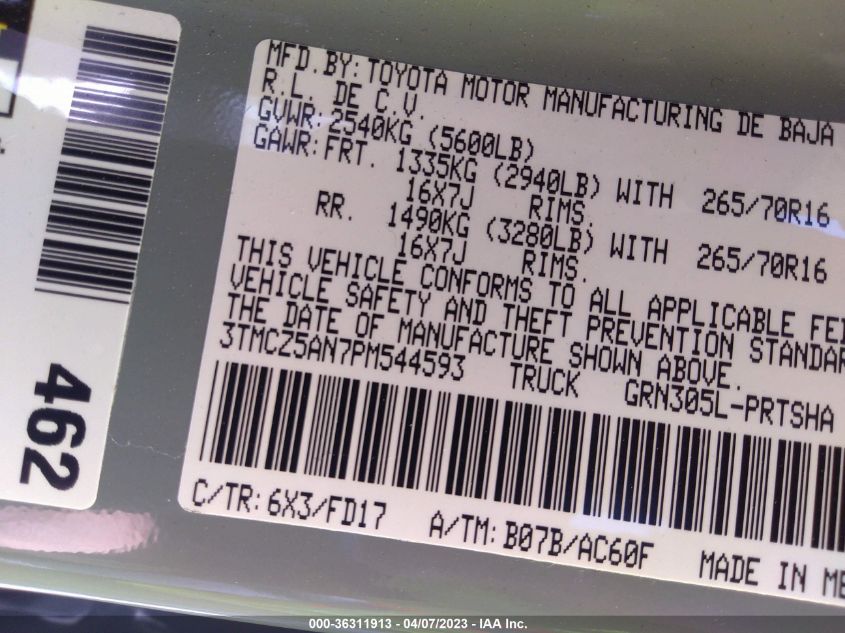 MFD. BY: TOYOTA MOTOR MANUFACTURING DE BAJA
R.L. DE C.V.
GVWR: 2540KG (5600LB)
GAWR: FRT. 1335KG (2940LB) WITH 265/70R16
16X7J RIMS.
RR. 1490KG (3280LB) WITH 265/70R16
16X7J RIMS.
THIS VEHICLE CONFORMS TO ALL APPLICABLE FE
VEHICLE SAFETY AND THEFT PREVENTION STANDAR
THE DATE OF MANUFACTURE SHOWN ABOVE.
3TMCZ5AN7PM544593 TRUCK GRN305L-PRTSHA
C/TR: 6X3/FD17 A/TM: B07B/AC60F MADE IN ME
462
000-36311913 - 04/07/2023 - IAA Inc.